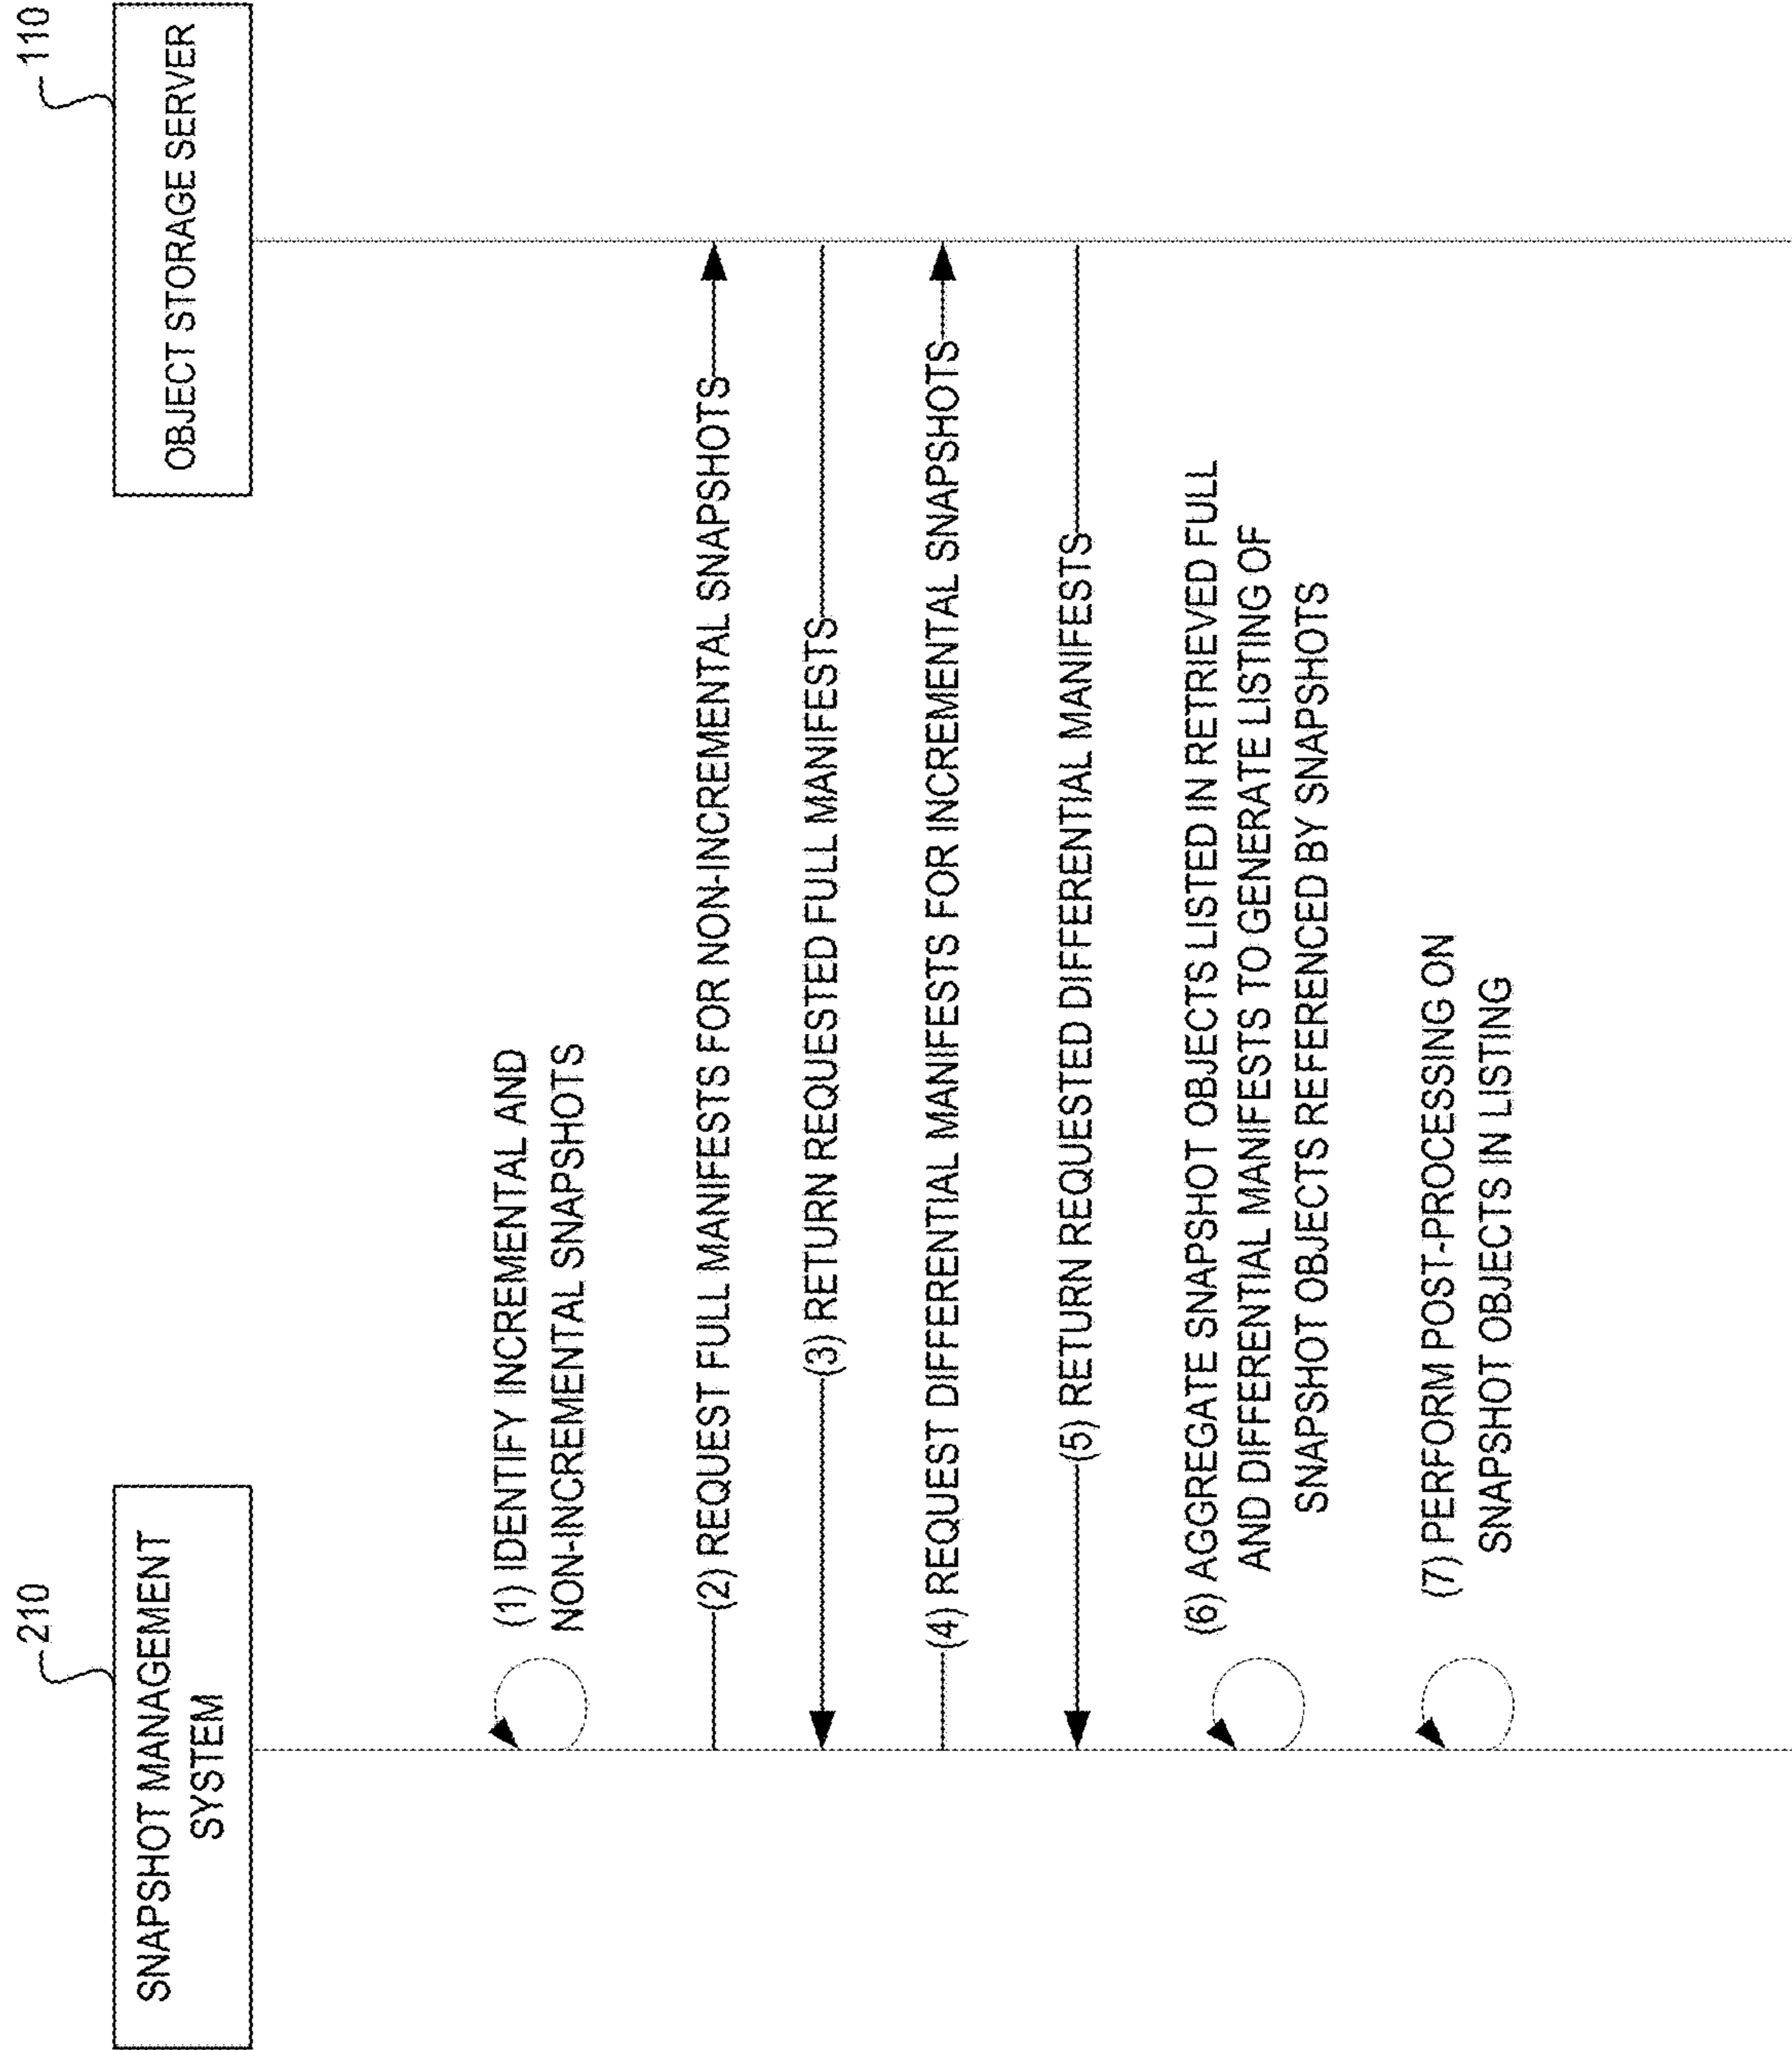 210
SNAPSHOT MANAGEMENT
SYSTEM
110
OBJECT STORAGE SERVER
(1) IDENTIFY INCREMENTAL AND
NON-INCREMENTAL SNAPSHOTS
(2) REQUEST FULL MANIFESTS FOR NON-INCREMENTAL SNAPSHOTS
(3) RETURN REQUESTED FULL MANIFESTS
(4) REQUEST DIFFERENTIAL MANIFESTS FOR INCREMENTAL SNAPSHOTS
(5) RETURN REQUESTED DIFFERENTIAL MANIFESTS
(6) AGGREGATE SNAPSHOT OBJECTS LISTED IN RETRIEVED FULL
AND DIFFERENTIAL MANIFESTS TO GENERATE LISTING OF
SNAPSHOT OBJECTS REFERENCED BY SNAPSHOTS
(7) PERFORM POST-PROCESSING ON
SNAPSHOT OBJECTS IN LISTING